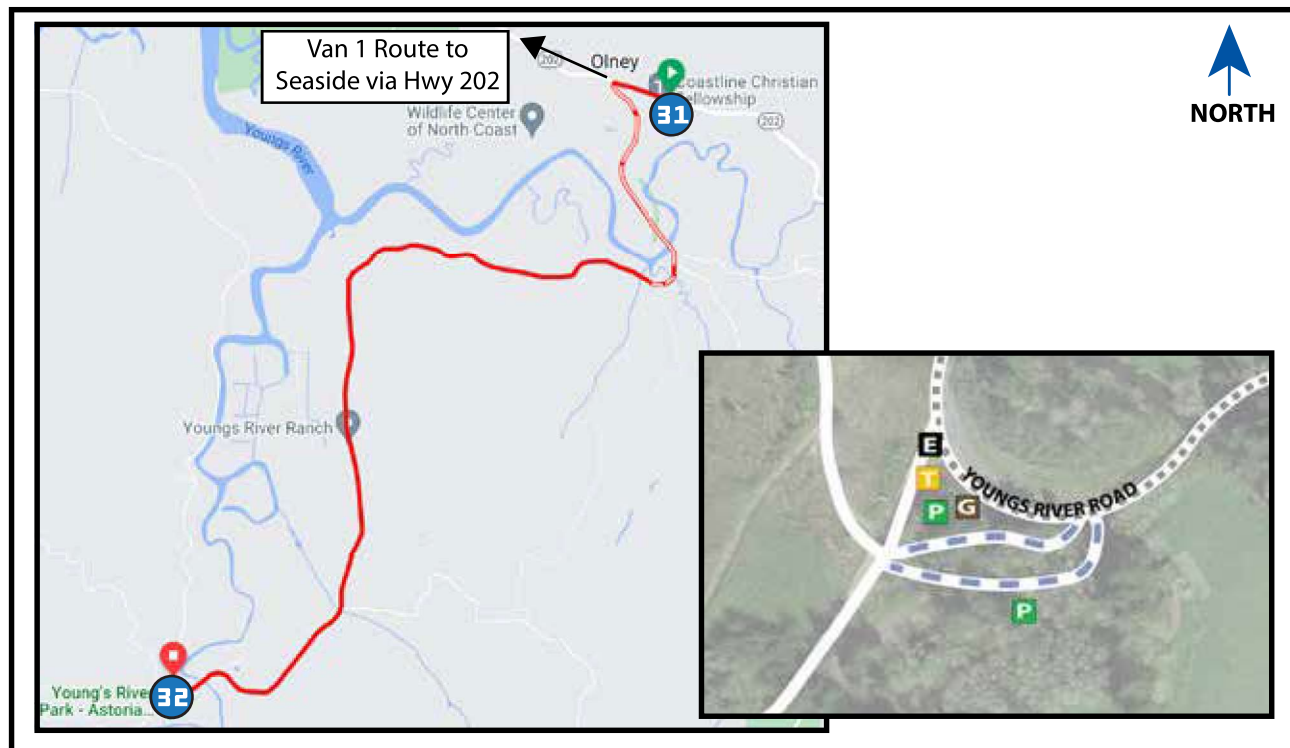 Van 1 Route to
Seaside via Hwy 202
202
Olney
Coastline Christian
Fellowship
31
202
NORTH
Wildlife Center
of North Coast
Youngs River
Youngs River Ranch
E
T
P
G
YOUNGS RIVER ROAD
P
Young's River
Park - Astoria...
32